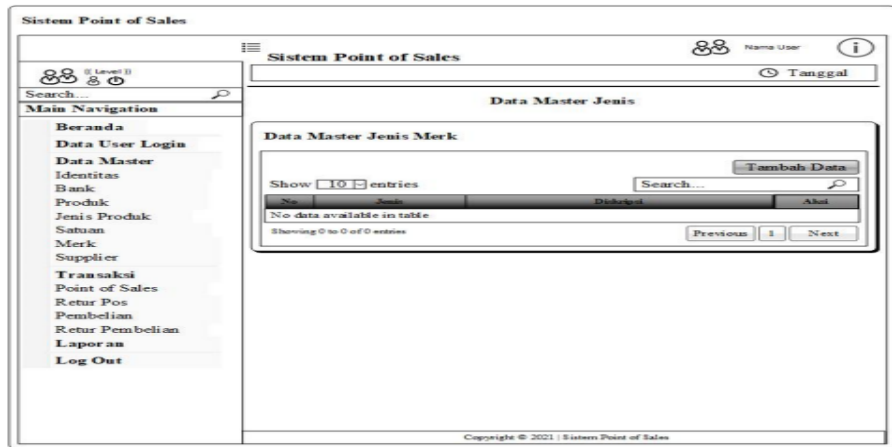 Sistem Point of Sales
Sistem Point of Sales
Nama User
(( Level ))
Tanggal
Search...
Main Navigation
Beranda
Data User Login
Data Master
Identitas
Bank
Produk
Jenis Produk
Satuan
Merk
Supplier
Transaksi
Point of Sales
Retur Pos
Pembelian
Retur Pembelian
Laporan
Log Out
Data Master Jenis
Data Master Jenis Merk
Tambah Data
Show 10 entries
Search...
No Jenis Diskripsi Aksi
No data available in table
Showing 0 to 0 of 0 entries
Previous 1 Next
Copyright © 2021 | Sistem Point of Sales